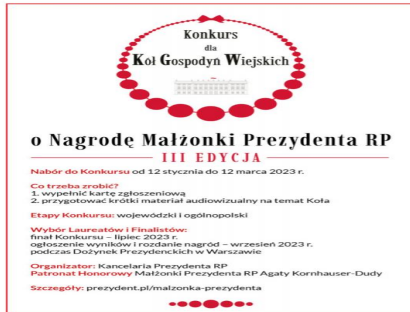 Konkurs
dla
Kół Gospodyń Wiejskich
o Nagrodę Małżonki Prezydenta RP
III EDYCJA
Nabór do Konkursu od 12 stycznia do 12 marca 2023 r.
Co trzeba zrobić?
1. wypełnić kartę zgłoszeniową
2. przygotować krótki materiał audiowizualny na temat Koła
Etapy Konkursu: wojewódzki i ogólnopolski
Wybór Laureatów i Finalistów:
finał Konkursu – lipiec 2023 r.
ogłoszenie wyników i rozdanie nagród – wrzesień 2023 r.
podczas Dożynek Prezydenckich w Warszawie
Organizator: Kancelaria Prezydenta RP
Patronat Honorowy Małżonki Prezydenta RP Agaty Kornhauser-Dudy
Szczegóły: prezydent.pl/malzonka-prezydenta